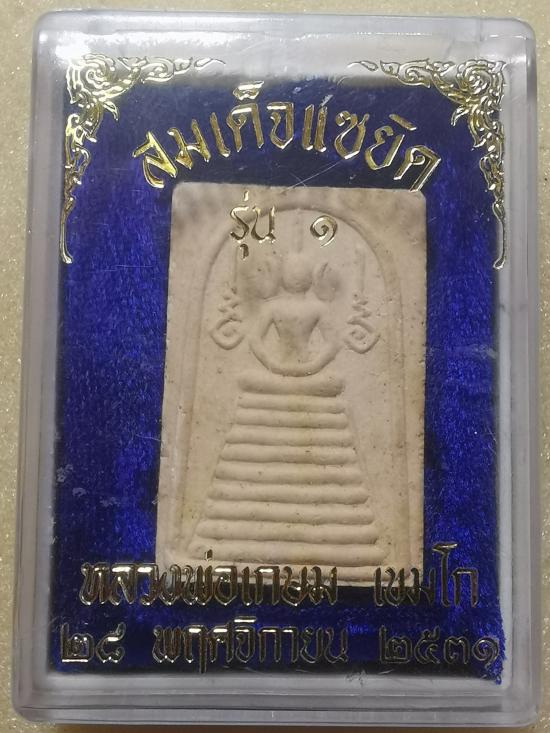 สมเด็จแซยิด
รุ่น ๑
หลวงพ่อเกษม เขมโก
๒๘ พฤศจิกายน ๒๕๓๑